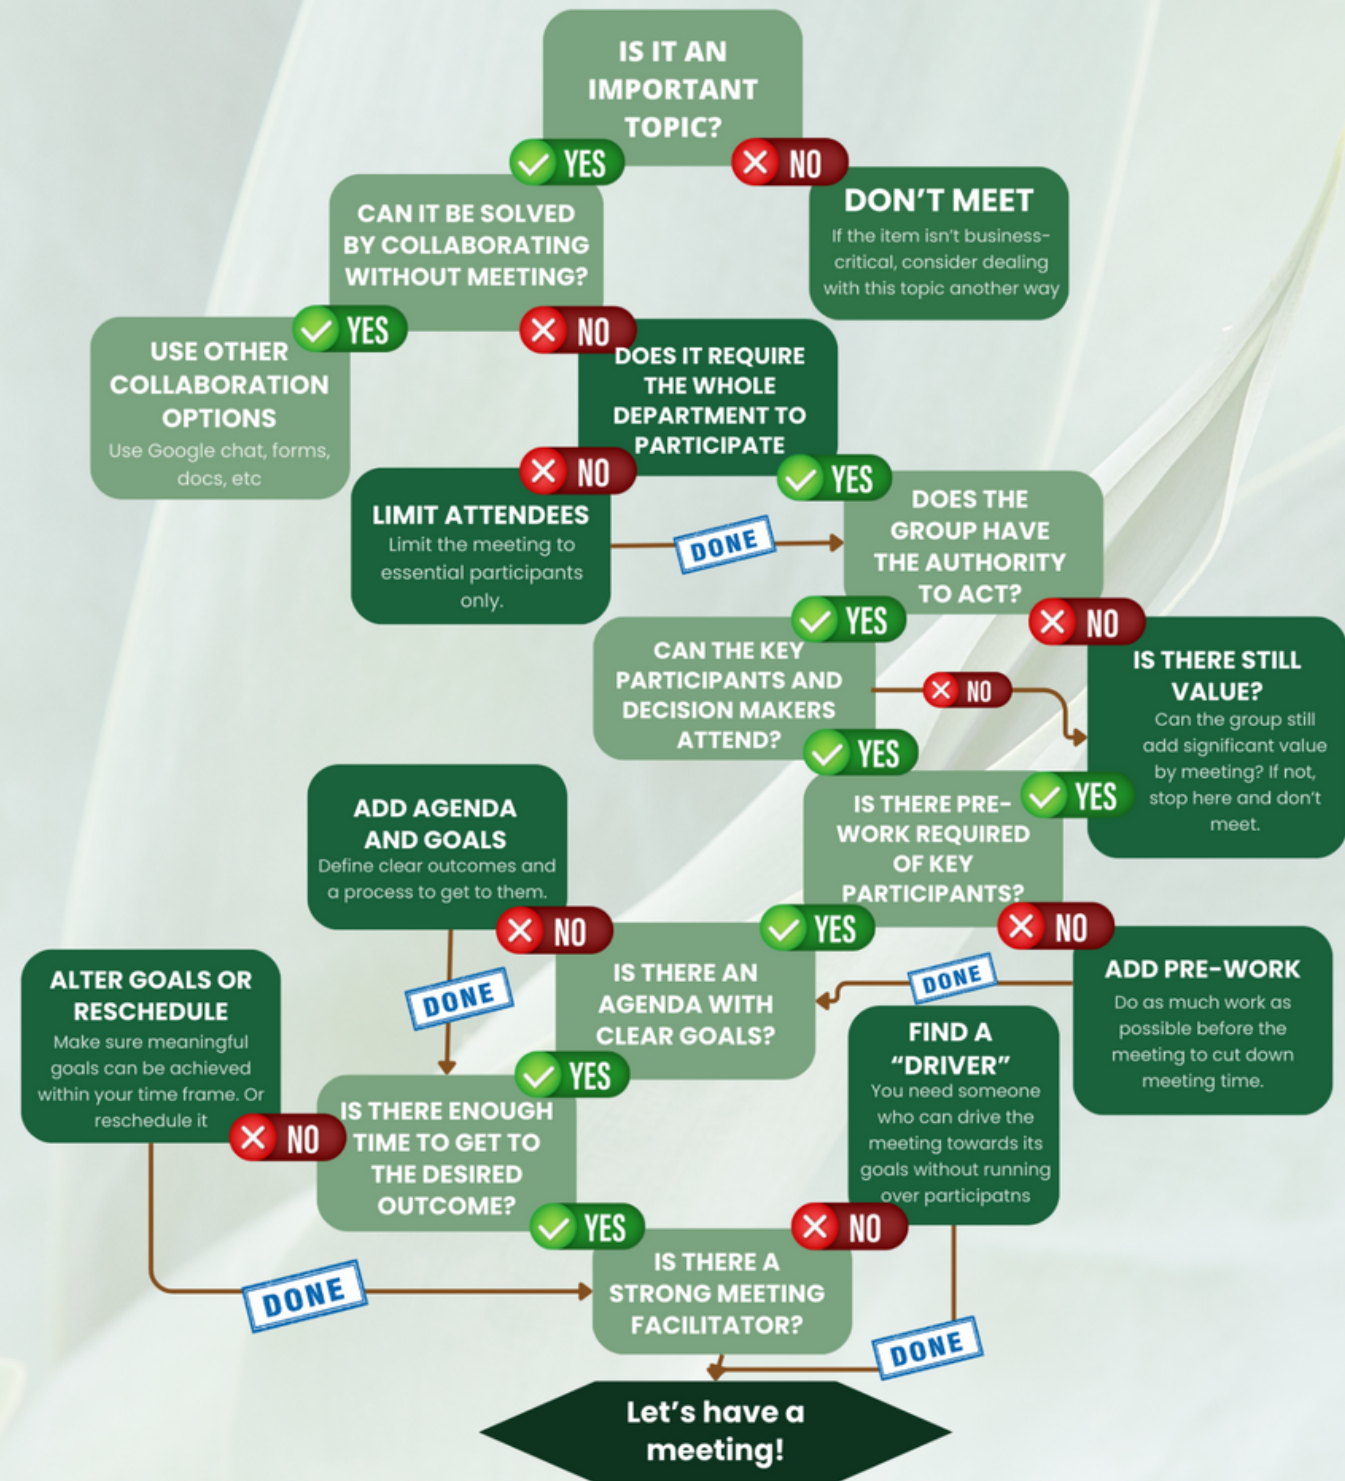 IS IT AN
IMPORTANT
TOPIC?
YES
NO
DON'T MEET
If the item isn't business-
critical, consider dealing
with this topic another way
CAN IT BE SOLVED
BY COLLABORATING
WITHOUT MEETING?
YES
NO
USE OTHER
COLLABORATION
OPTIONS
Use Google chat, forms,
docs, etc
DOES IT REQUIRE
THE WHOLE
DEPARTMENT TO
PARTICIPATE
NO
YES
LIMIT ATTENDEES
Limit the meeting to
essential participants
only.
DONE
DOES THE
GROUP HAVE
THE AUTHORITY
TO ACT?
YES
NO
CAN THE KEY
PARTICIPANTS AND
DECISION MAKERS
ATTEND?
NO
YES
IS THERE STILL
VALUE?
Can the group still
add significant value
by meeting? If not,
stop here and don't
meet.
YES
IS THERE PRE-
WORK REQUIRED
OF KEY
PARTICIPANTS?
YES
NO
ADD PRE-WORK
Do as much work as
possible before the
meeting to cut down
meeting time.
DONE
ADD AGENDA
AND GOALS
Define clear outcomes and
a process to get to them.
NO
DONE
IS THERE AN
AGENDA WITH
CLEAR GOALS?
YES
ALTER GOALS OR
RESCHEDULE
Make sure meaningful
goals can be achieved
within your time frame. Or
reschedule it
NO
IS THERE ENOUGH
TIME TO GET TO
THE DESIRED
OUTCOME?
YES
FIND A
"DRIVER"
You need someone
who can drive the
meeting towards its
goals without running
over participatns
NO
DONE
IS THERE A
STRONG MEETING
FACILITATOR?
DONE
Let's have a
meeting!